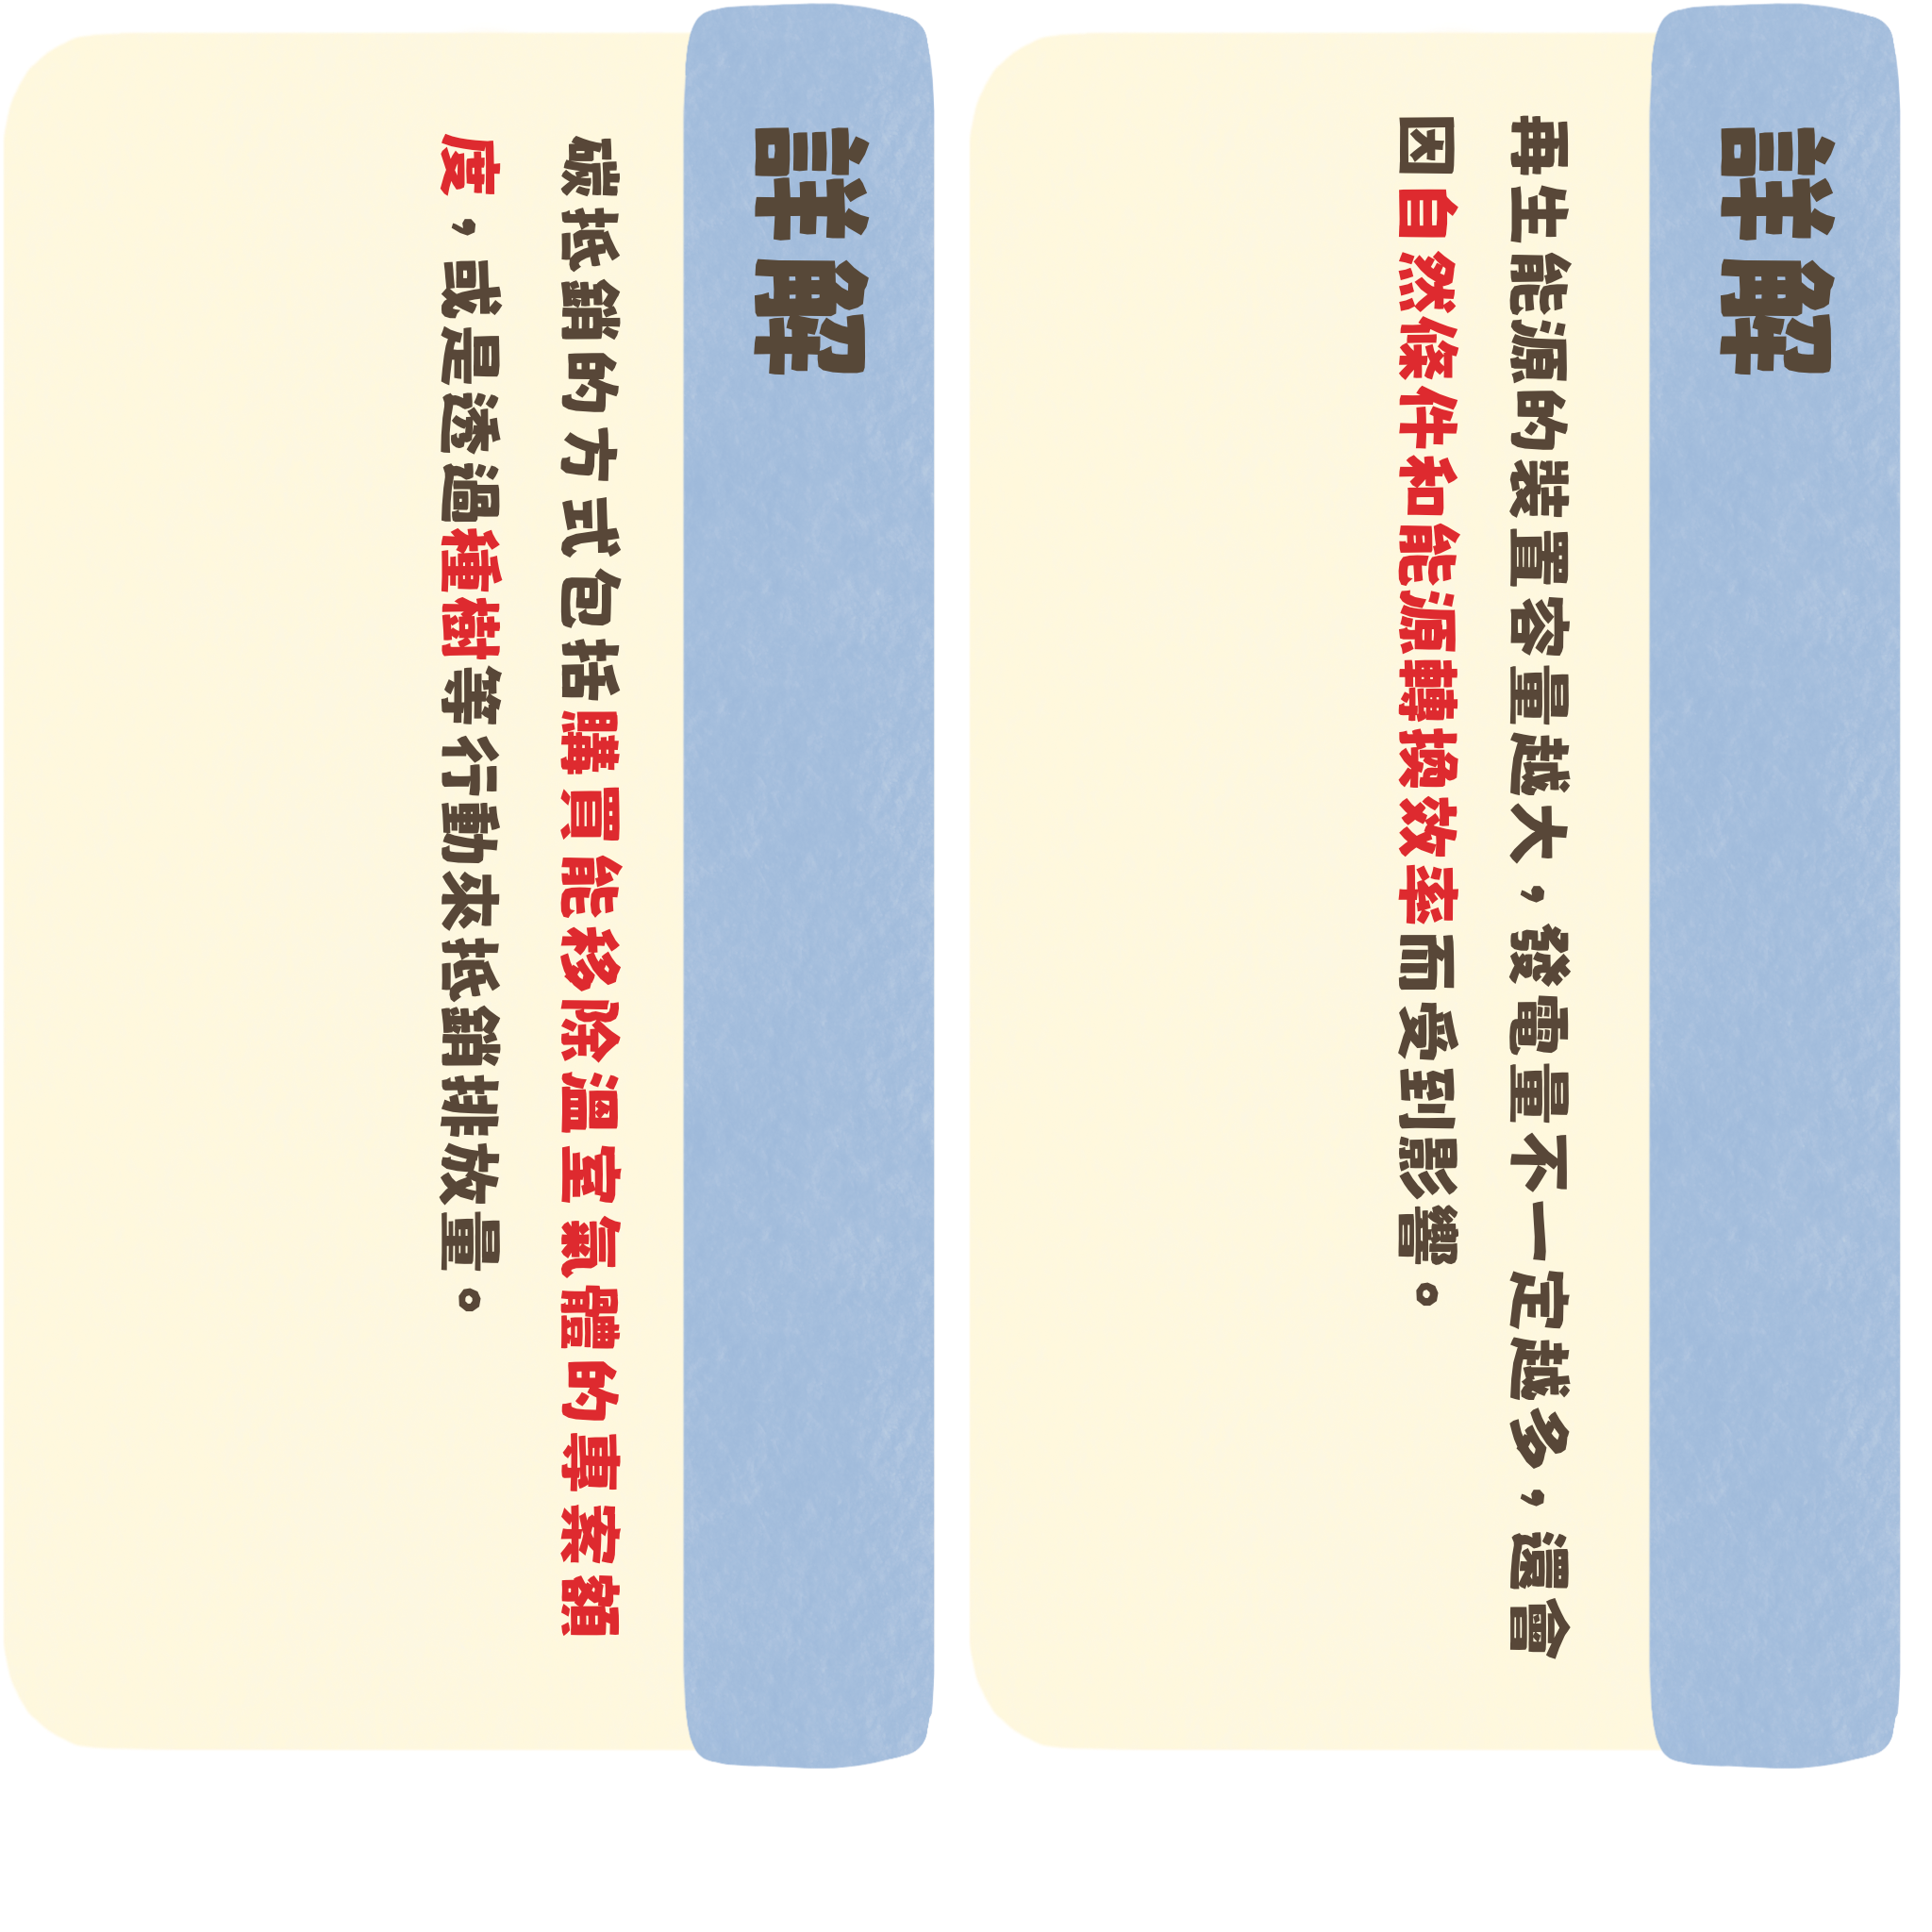 詳解
再生能源的裝置容量越大，發電量不一定越多，還會
因自然條件和能源轉換效率而受到影響。
詳解
碳抵銷的方式包括購買能移除溫室氣體的專案額
度，或是透過種樹等行動來抵銷排放量。